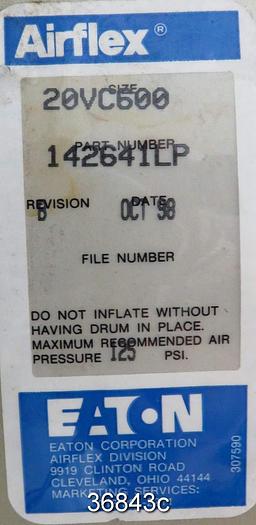 Airflex®
SIZE
20VC600
PART NUMBER
142641LP
REVISION DATE
B OCT 98
FILE NUMBER
DO NOT INFLATE WITHOUT
HAVING DRUM IN PLACE.
MAXIMUM RECOMMENDED AIR
PRESSURE 125 PSI.
EATON
EATON CORPORATION
AIRFLEX DIVISION
9919 CLINTON ROAD
CLEVELAND, OHIO 44144
MARKETING SERVICES:
307590
36843c